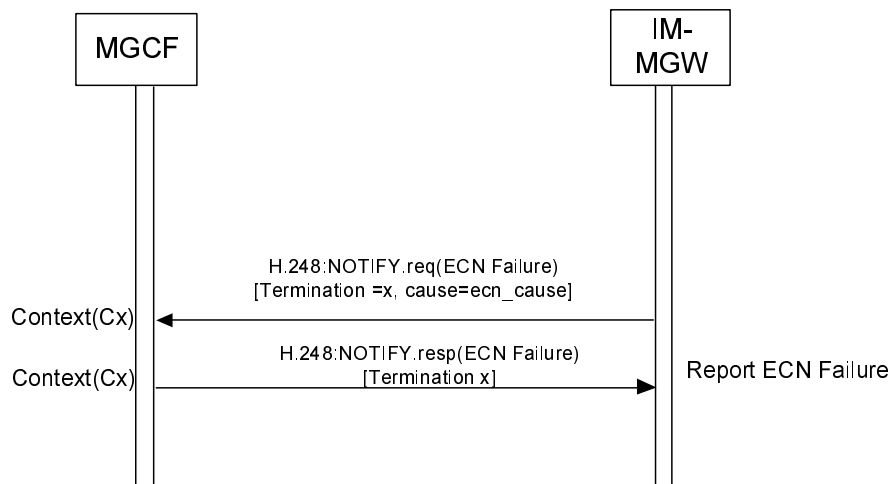 MGCF
IM-
MGW
H.248:NOTIFY.req(ECN Failure)
[Termination =x, cause=ecn_cause]
Context(Cx)
H.248:NOTIFY.resp(ECN Failure)
[Termination x]
Context(Cx)
Report ECN Failure